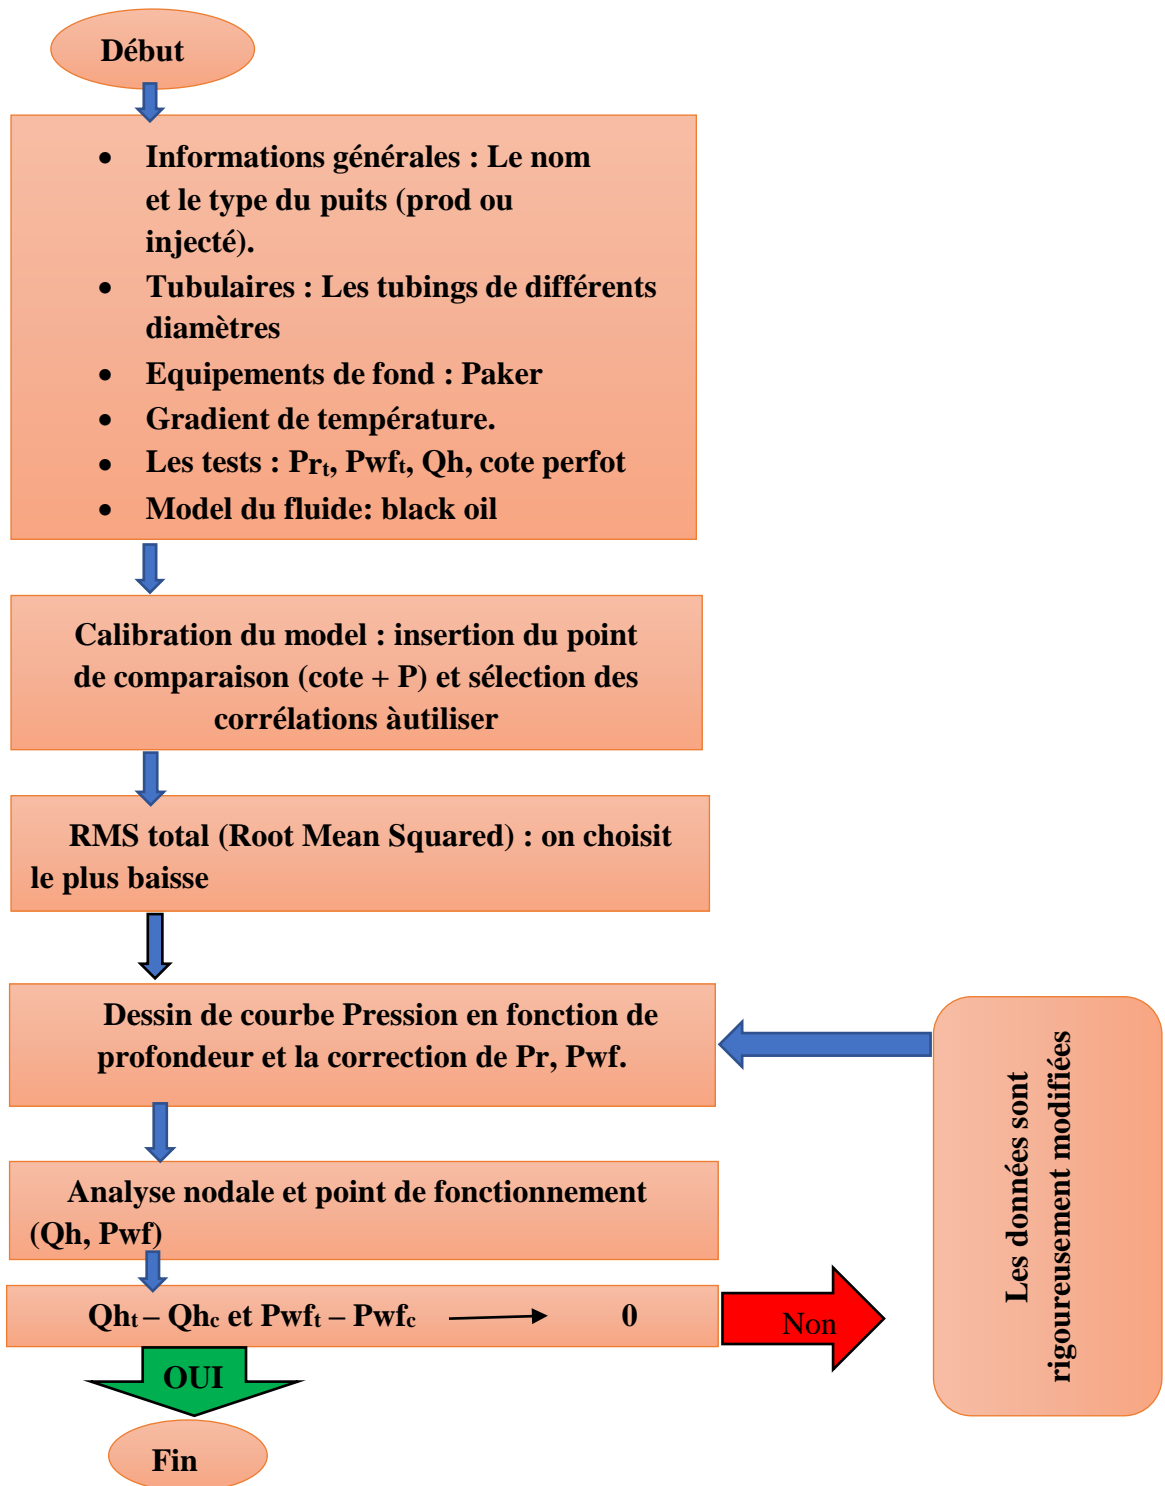 Début
• Informations générales : Le nom
et le type du puits (prod ou
injecté).
• Tubulaires : Les tubings de différents
diamètres
• Equipements de fond : Paker
• Gradient de température.
• Les tests : Prt, Pwft, Qh, cote perfot
• Model du fluide: black oil
Calibration du model : insertion du point
de comparaison (cote + P) et sélection des
corrélations àutiliser
RMS total (Root Mean Squared) : on choisit
le plus baisse
Dessin de courbe Pression en fonction de
profondeur et la correction de Pr, Pwf.
Les données sont
rigoureusement modifiées
Analyse nodale et point de fonctionnement
(Qh, Pwf)
Qht – Qhc et Pwft – Pwfc → 0
Non
OUI
Fin